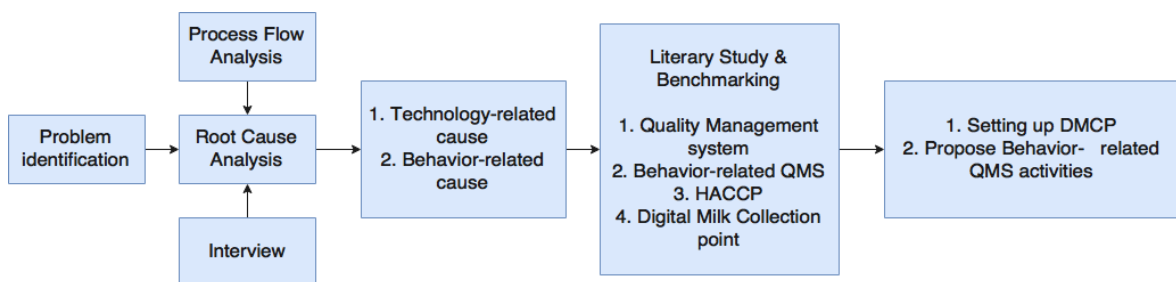 Process Flow
Analysis
Problem
identification
Root Cause
Analysis
Interview
1. Technology-related
cause
2. Behavior-related
cause
Literary Study &
Benchmarking
1. Quality Management
system
2. Behavior-related QMS
3. HACCP
4. Digital Milk Collection
point
1. Setting up DMCP
2. Propose Behavior- related
QMS activities